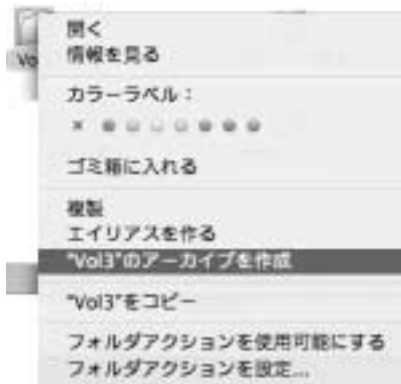 開く
Vo
情報を見る
カラーラベル：
×
ゴミ箱に入れる
複製
エイリアスを作る
"Vol3"のアーカイブを作成
"Vol3"をコピー
フォルダアクションを使用可能にする
フォルダアクションを設定...